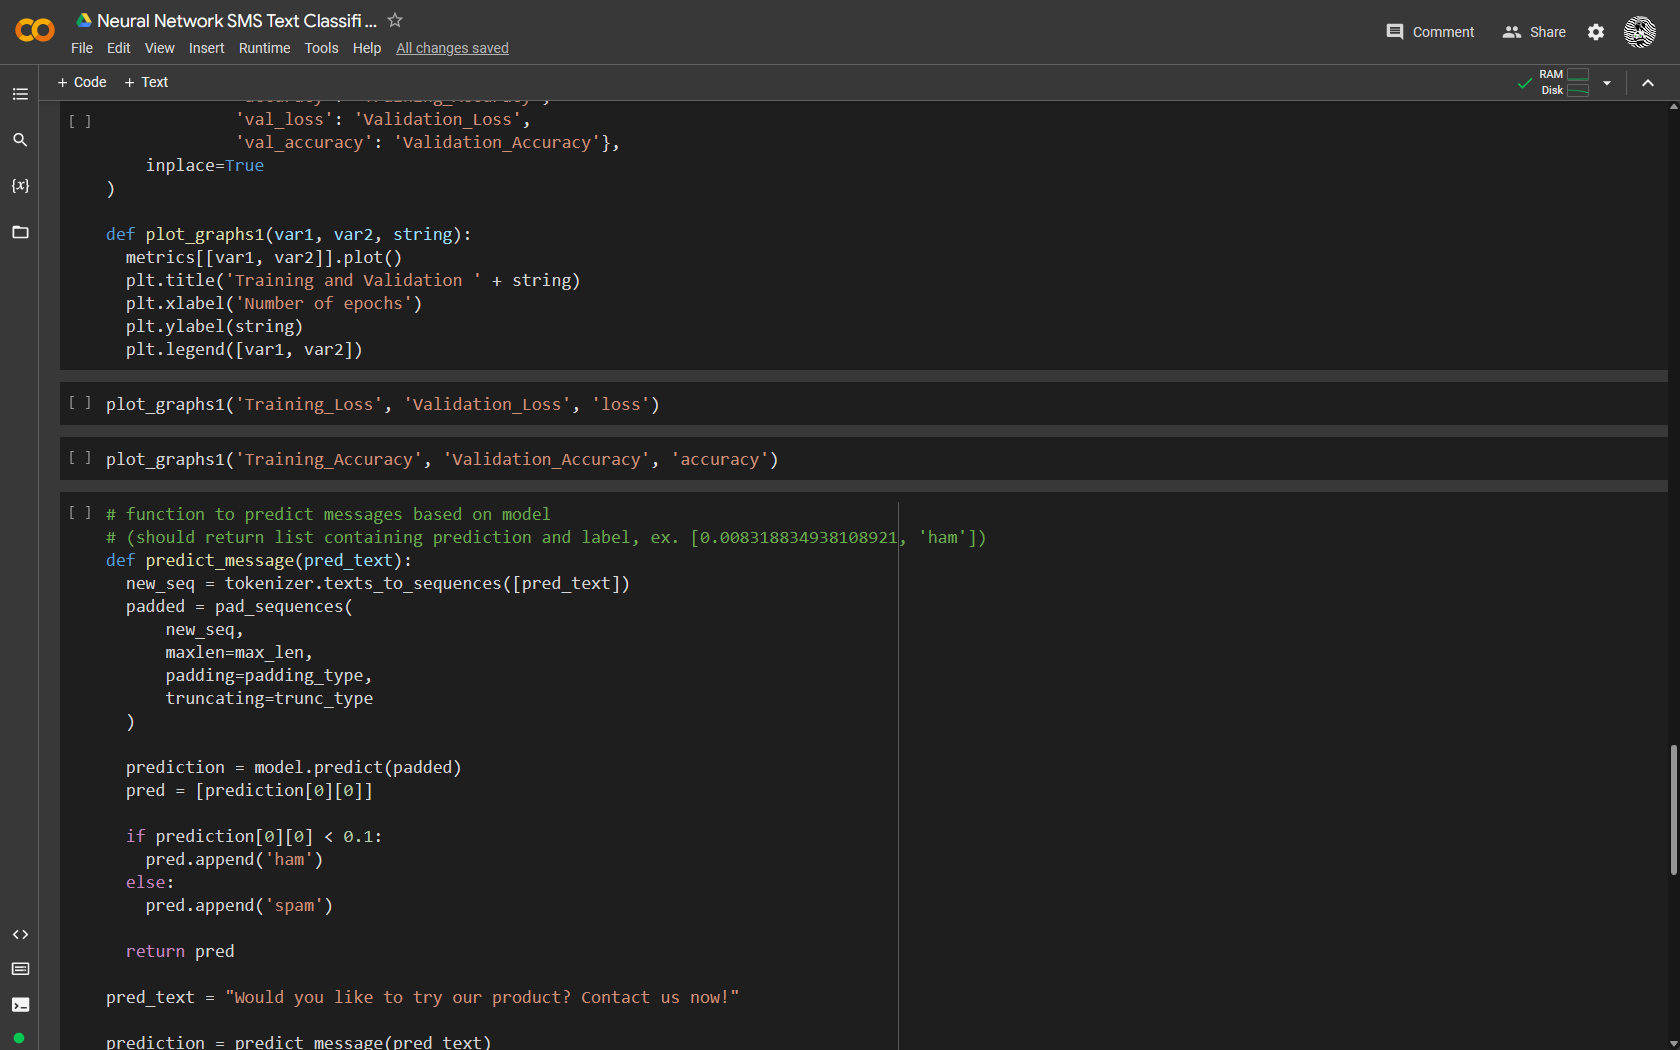 Neural Network SMS Text Classifi ...
File Edit View Insert Runtime Tools Help All changes saved
Comment Share
+ Code + Text
RAM
Disk
{x}
'accuracy': 'Training_Accuracy',
[ ] 'val_loss': 'Validation_Loss',
'val_accuracy': 'Validation_Accuracy'},
inplace=True
)
def plot_graphs1(var1, var2, string):
metrics[[var1, var2]].plot()
plt.title('Training and Validation ' + string)
plt.xlabel('Number of epochs')
plt.ylabel(string)
plt.legend([var1, var2])
[ ] plot_graphs1('Training_Loss', 'Validation_Loss', 'loss')
[ ] plot_graphs1('Training_Accuracy', 'Validation_Accuracy', 'accuracy')
[ ] # function to predict messages based on model
# (should return list containing prediction and label, ex. [0.008318834938108921, 'ham'])
def predict_message(pred_text):
new_seq = tokenizer.texts_to_sequences([pred_text])
padded = pad_sequences(
new_seq,
maxlen=max_len,
padding=padding_type,
truncating=trunc_type
)
prediction = model.predict(padded)
pred = [prediction[0][0]]
if prediction[0][0] < 0.1:
pred.append('ham')
else:
pred.append('spam')
return pred
pred_text = "Would you like to try our product? Contact us now!"
prediction = predict_message(pred_text)